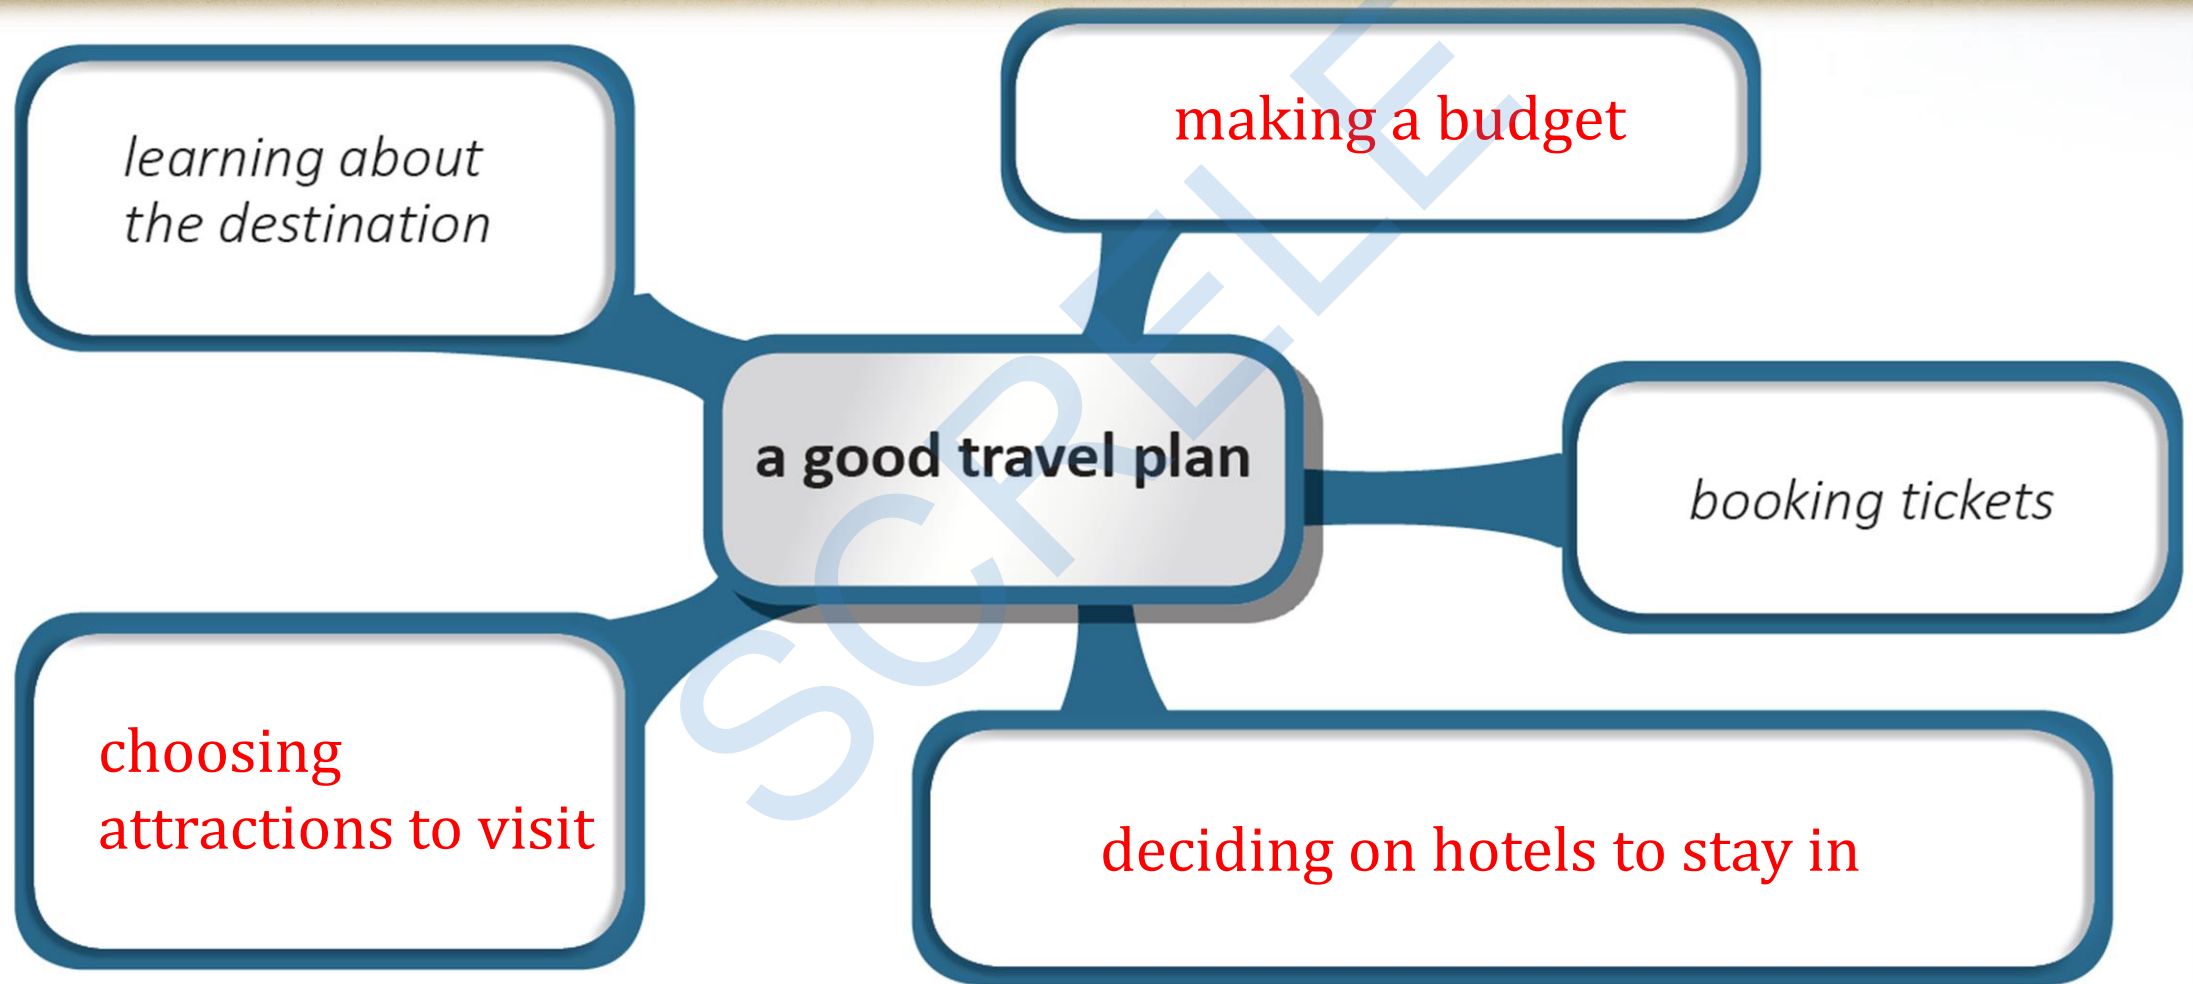 learning about
the destination
making a budget
a good travel plan
booking tickets
choosing
attractions to visit
deciding on hotels to stay in
SCRELE